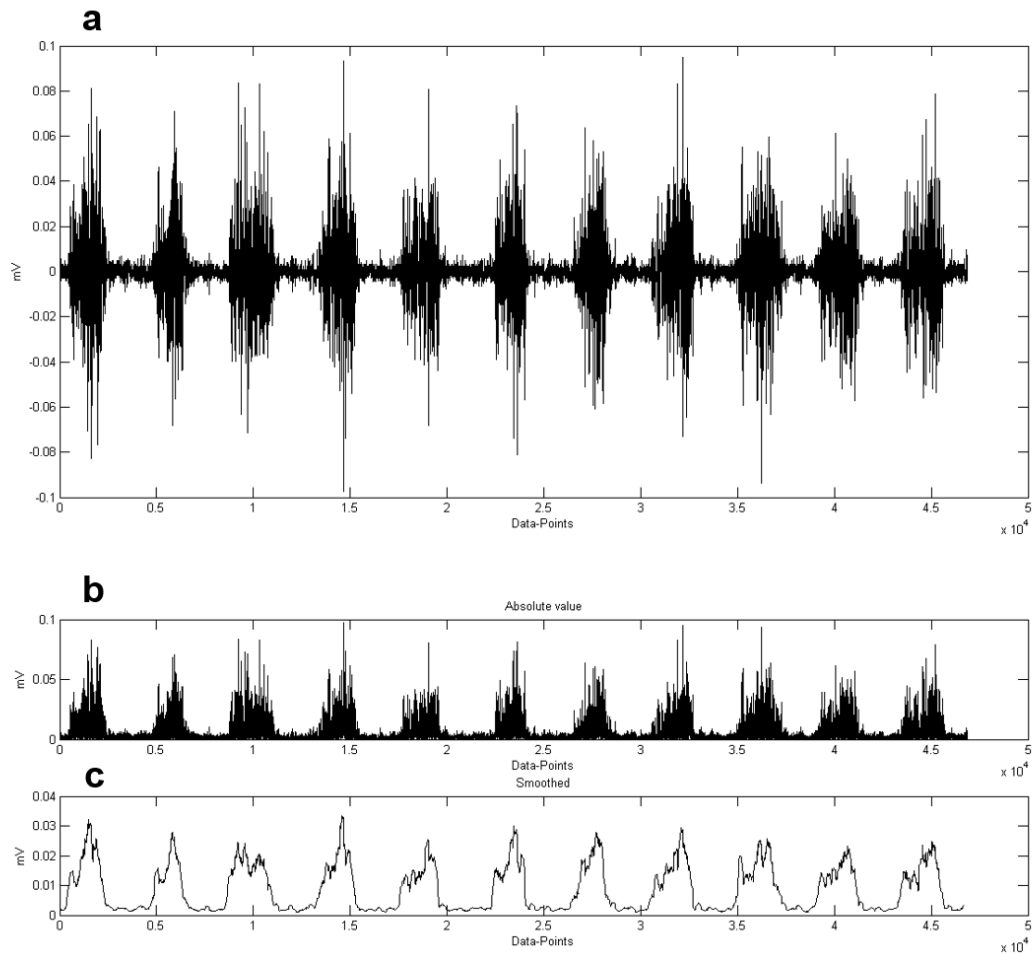 a
0.1
0.08
0.06
0.04
0.02
0
-0.02
-0.04
-0.06
-0.08
-0.1
mV
0 0.5 1 1.5 2 2.5 3 3.5 4 4.5 5
Data-Points
x 10^4
b
Absolute value
0.1
0.05
0
mV
0 0.5 1 1.5 2 2.5 3 3.5 4 4.5 5
Data-Points
x 10^4
c
Smoothed
0.04
0.03
0.02
0.01
0
mV
0 0.5 1 1.5 2 2.5 3 3.5 4 4.5 5
Data-Points
x 10^4